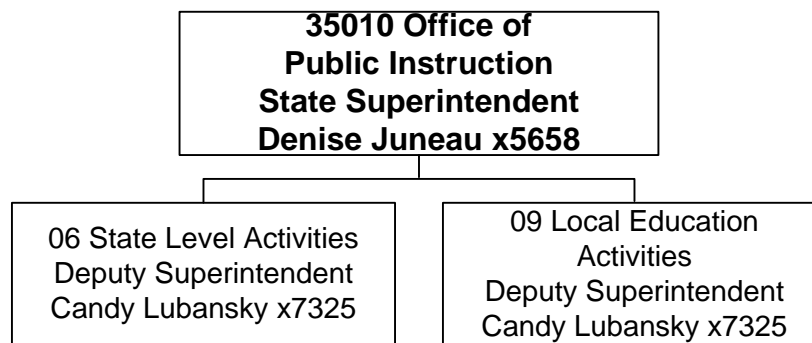 35010 Office of
Public Instruction
State Superintendent
Denise Juneau x5658
06 State Level Activities
Deputy Superintendent
Candy Lubansky x7325
09 Local Education
Activities
Deputy Superintendent
Candy Lubansky x7325